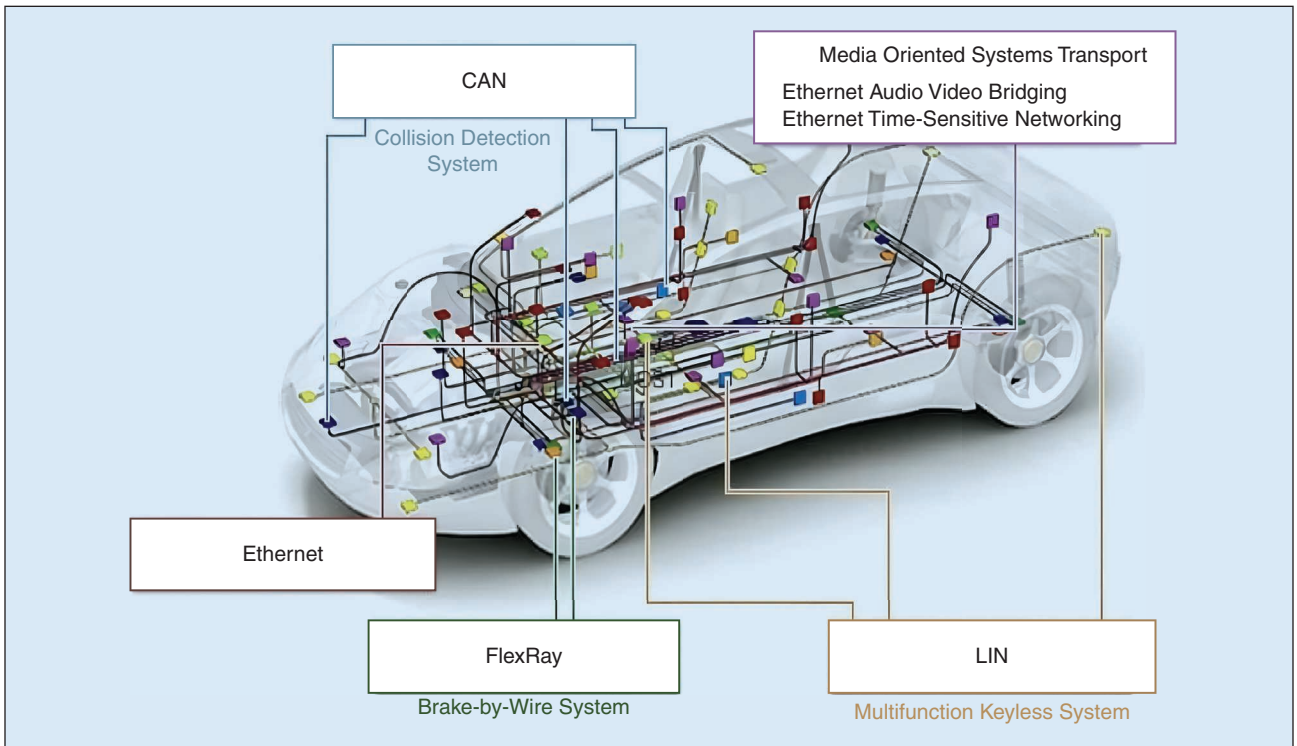 CAN
Collision Detection
System
Media Oriented Systems Transport
Ethernet Audio Video Bridging
Ethernet Time-Sensitive Networking
Ethernet
FlexRay
Brake-by-Wire System
LIN
Multifunction Keyless System